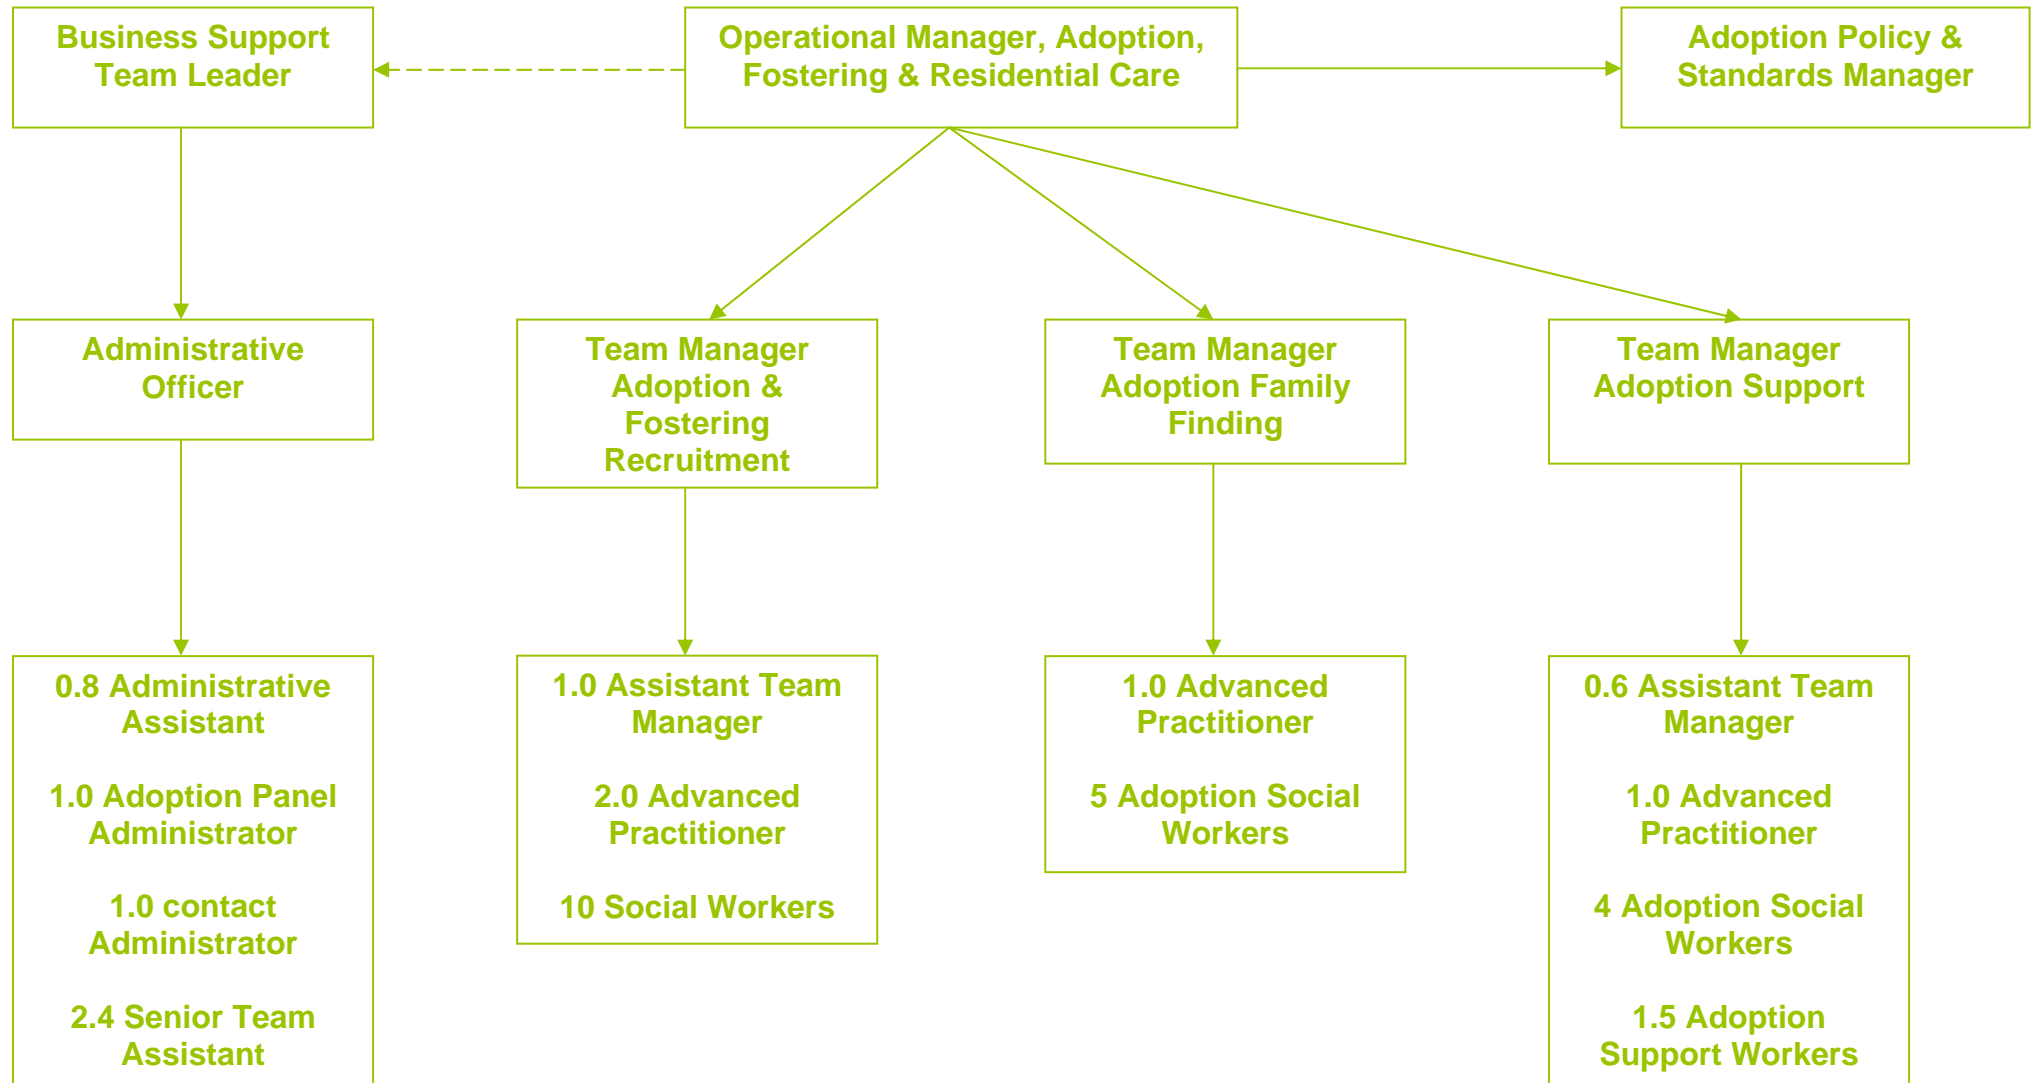 Business Support
Team Leader
Operational Manager, Adoption,
Fostering & Residential Care
Adoption Policy &
Standards Manager
Administrative
Officer
Team Manager
Adoption &
Fostering
Recruitment
Team Manager
Adoption Family
Finding
Team Manager
Adoption Support
0.8 Administrative
Assistant
1.0 Adoption Panel
Administrator
1.0 contact
Administrator
2.4 Senior Team
Assistant
1.0 Assistant Team
Manager
2.0 Advanced
Practitioner
10 Social Workers
1.0 Advanced
Practitioner
5 Adoption Social
Workers
0.6 Assistant Team
Manager
1.0 Advanced
Practitioner
4 Adoption Social
Workers
1.5 Adoption
Support Workers